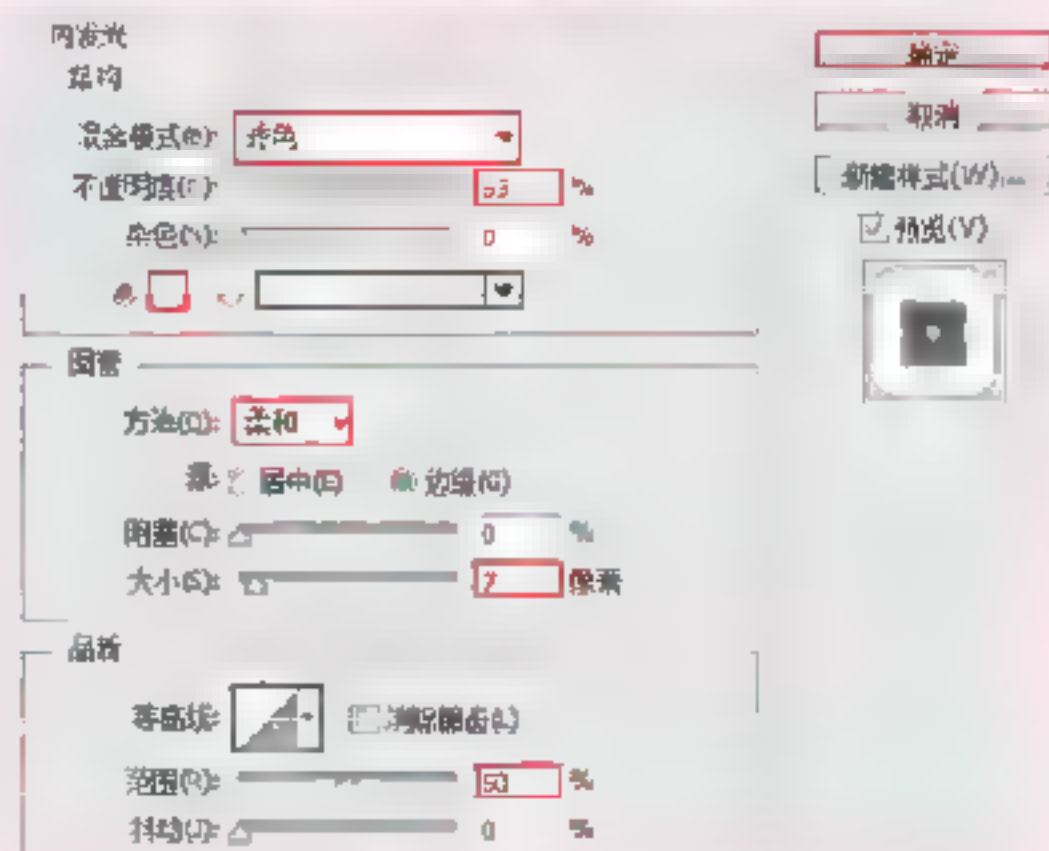 内发光
结构
确定
取消
混合模式(E):
不透明度(O): %
杂色(N): 0 %
新建样式(W)...
预览(V)
图素
方法(Q): 柔和
源: 居中(E) 边缘(G)
阻塞(C): 0 %
大小(S): 7 像素
品质
等高线: 消除锯齿(L)
范围(R): 50 %
抖动(J): 0 %